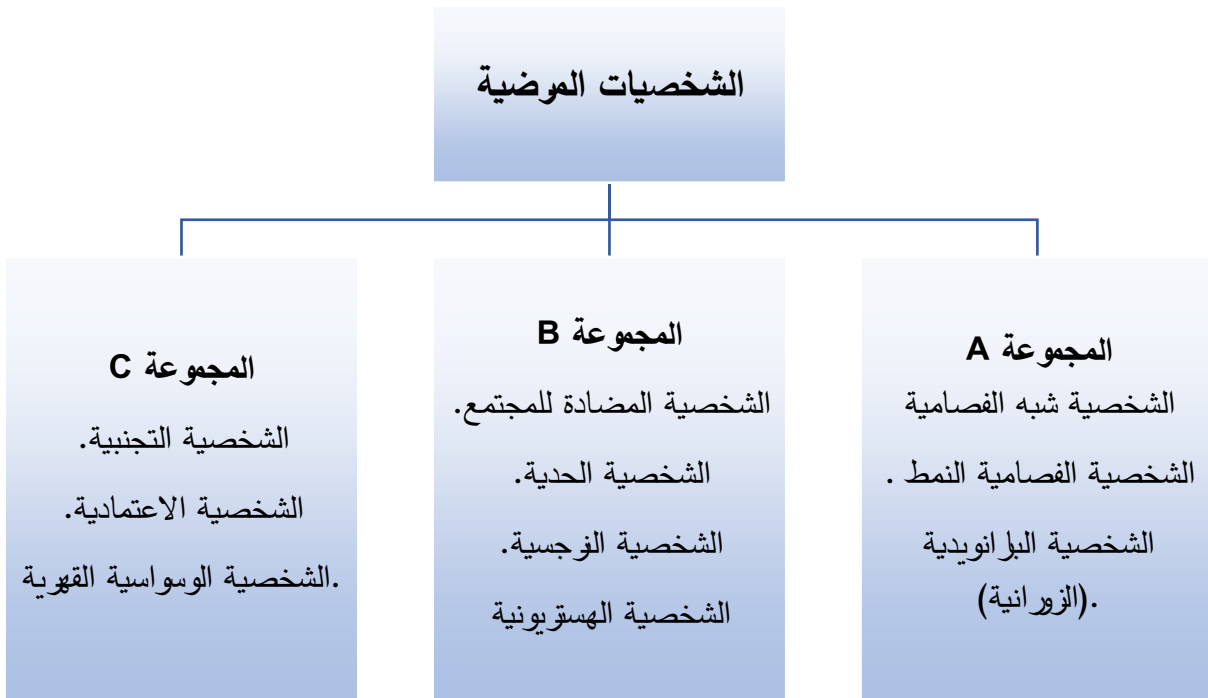 الشخصيات المرضية
المجموعة A
الشخصية شبه الفصامية
الشخصية الفصامية النمط .
الشخصية البارانويدية
(الزورانية).
المجموعة B
الشخصية المضادة للمجتمع.
الشخصية الحدية.
الشخصية النرجسية.
الشخصية الهستريونية
المجموعة C
الشخصية التجنبية.
الشخصية الاعتمادية.
الشخصية الوسواسية القهرية.